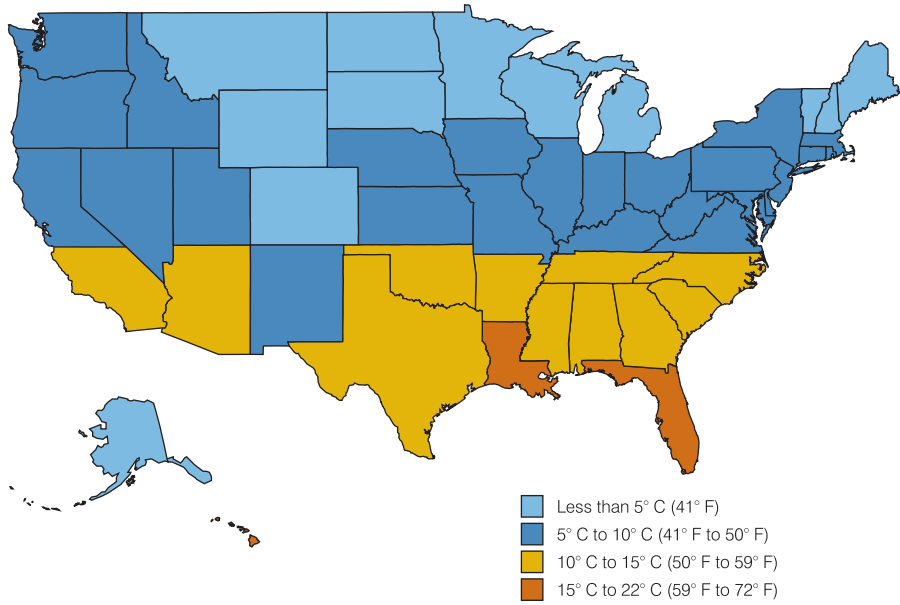 Less than 5° C (41° F)
5° C to 10° C (41° F to 50° F)
10° C to 15° C (50° F to 59° F)
15° C to 22° C (59° F to 72° F)